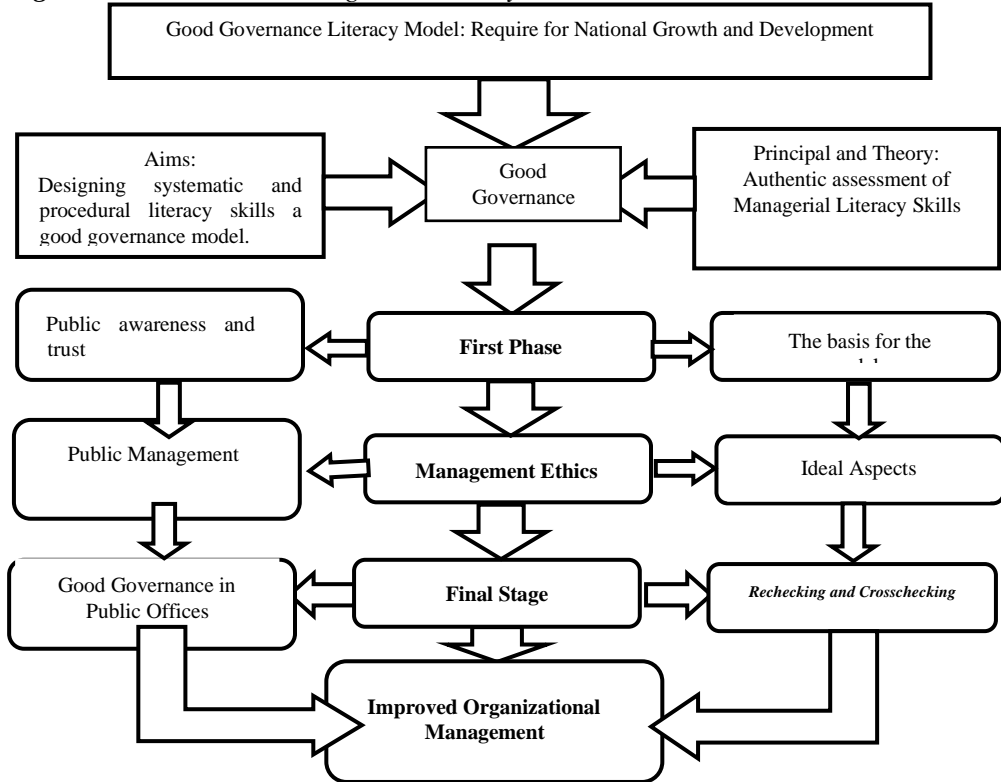 Good Governance Literacy Model: Require for National Growth and Development
Aims:
Designing systematic and
procedural literacy skills a
good governance model.
Good
Governance
Principal and Theory:
Authentic assessment of
Managerial Literacy Skills
Public awareness and
trust
First Phase
The basis for the
Public Management
Management Ethics
Ideal Aspects
Good Governance in
Public Offices
Final Stage
Rechecking and Crosschecking
Improved Organizational
Management